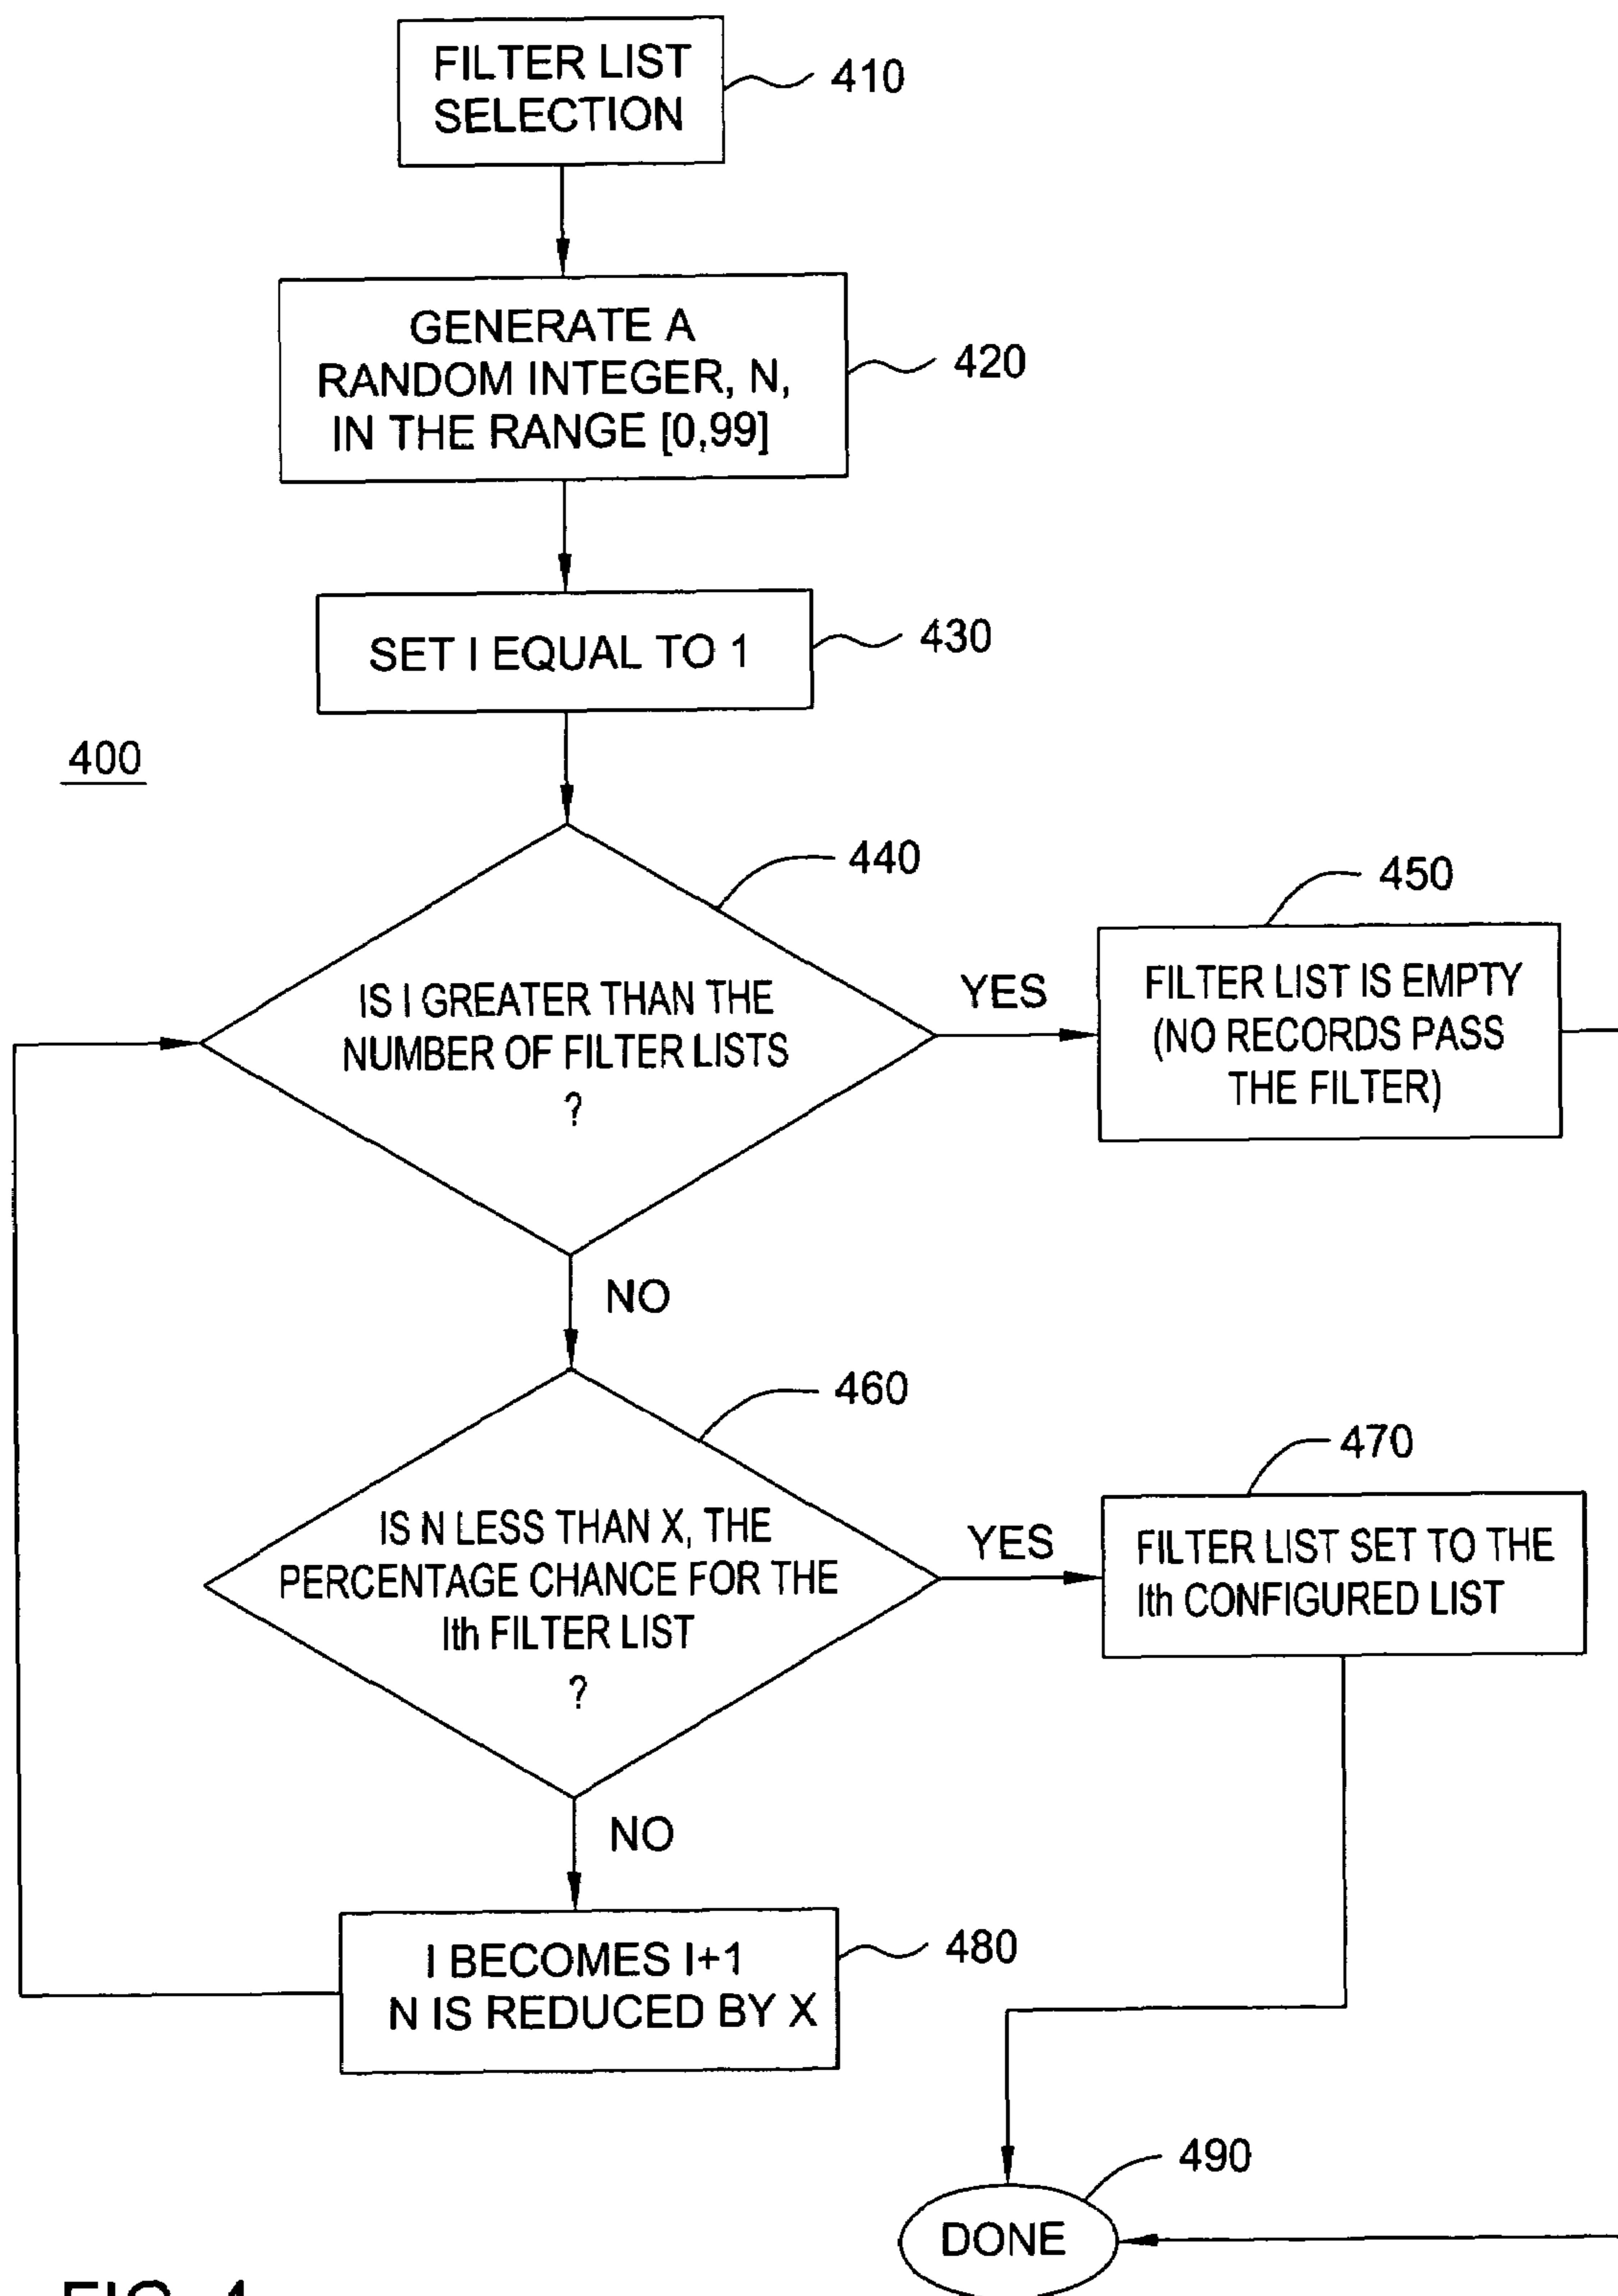 FILTER LIST
SELECTION
410
GENERATE A
RANDOM INTEGER, N,
IN THE RANGE [0,99]
420
SET I EQUAL TO 1
430
400
440
IS I GREATER THAN THE
NUMBER OF FILTER LISTS
?
YES
450
FILTER LIST IS EMPTY
(NO RECORDS PASS
THE FILTER)
NO
460
IS N LESS THAN X, THE
PERCENTAGE CHANCE FOR THE
Ith FILTER LIST
?
YES
470
FILTER LIST SET TO THE
Ith CONFIGURED LIST
NO
I BECOMES I+1
N IS REDUCED BY X
480
490
DONE
FIG. 4